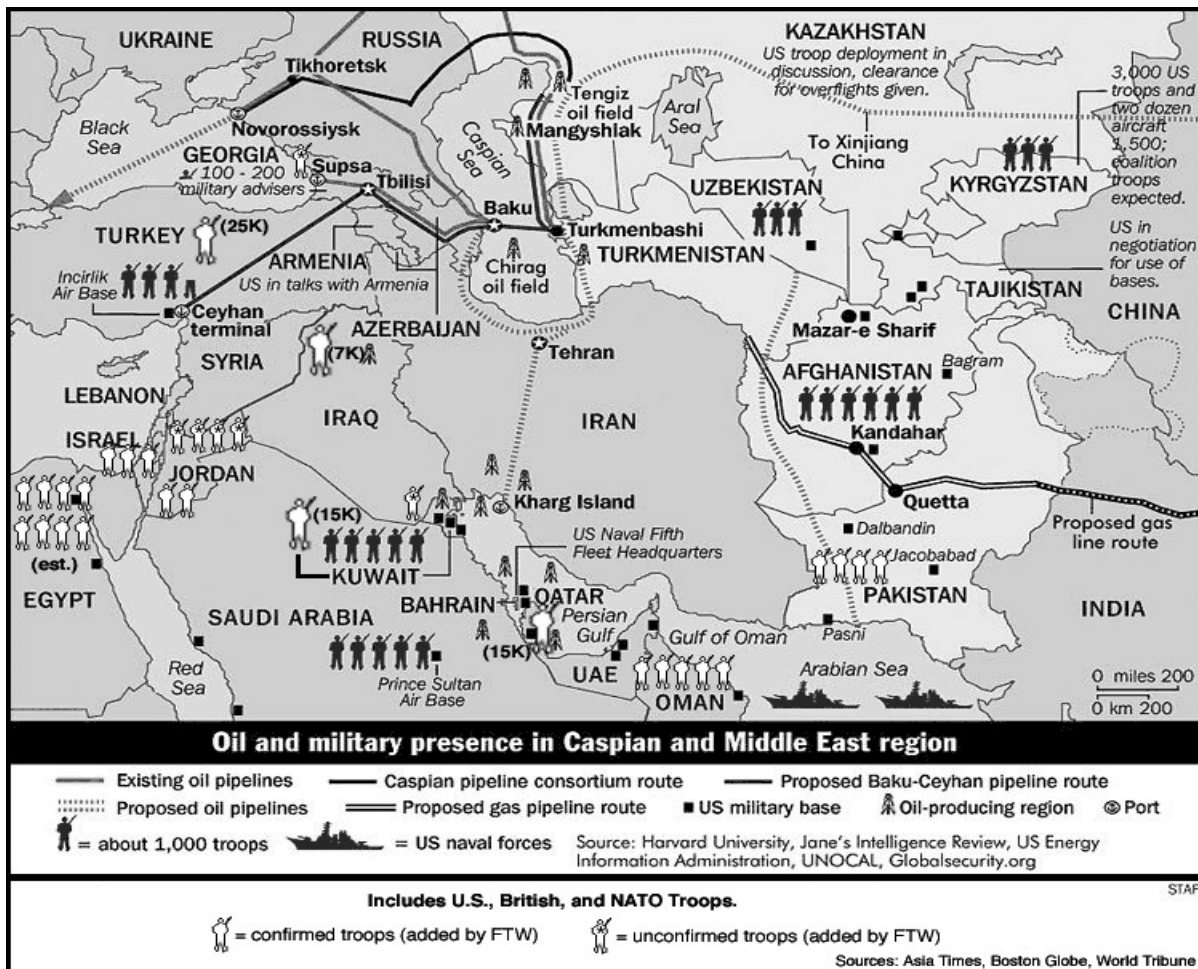 UKRAINE
RUSSIA
KAZAKHSTAN
US troop deployment in
discussion, clearance
for overflights given.
3,000 US
troops and
two dozen
aircraft
1,500;
coalition
troops
expected.
Tikhoretsk
Tengiz
oil field
Aral
Sea
Black
Sea
Novorossiysk
Caspian
Sea
Mangyshlak
To Xinjiang
China
GEORGIA
100 - 200
military advisers
Supsa
Tbilisi
UZBEKISTAN
KYRGYZSTAN
Baku
Turkmenbashi
TURKMENISTAN
TURKEY
(25K)
ARMENIA
US in talks with Armenia
Chirag
oil field
US in
negotiation
for use of
bases.
TAJIKISTAN
CHINA
Incirlik
Air Base
Ceyhan
terminal
AZERBAIJAN
Mazar-e Sharif
SYRIA
(7K)
Tehran
Bagram
LEBANON
AFGHANISTAN
IRAQ
IRAN
ISRAEL
Kandahar
JORDAN
Quetta
Kharg Island
(15K)
US Naval Fifth
Fleet Headquarters
Dalbandin
Proposed gas
line route
(est.)
KUWAIT
Jacobabad
EGYPT
BAHRAIN
QATAR
PAKISTAN
INDIA
SAUDI ARABIA
Persian
Gulf
Pasni
(15K)
Gulf of Oman
Red
Sea
Prince Sultan
Air Base
UAE
Arabian Sea
OMAN
0 miles 200
0 km 200
Oil and military presence in Caspian and Middle East region
Existing oil pipelines Caspian pipeline consortium route Proposed Baku-Ceyhan pipeline route
Proposed oil pipelines Proposed gas pipeline route US military base Oil-producing region Port
= about 1,000 troops = US naval forces Source: Harvard University, Jane's Intelligence Review, US Energy
Information Administration, UNOCAL, Globalsecurity.org
STAF
Includes U.S., British, and NATO Troops.
= confirmed troops (added by FTW) = unconfirmed troops (added by FTW)
Sources: Asia Times, Boston Globe, World Tribune